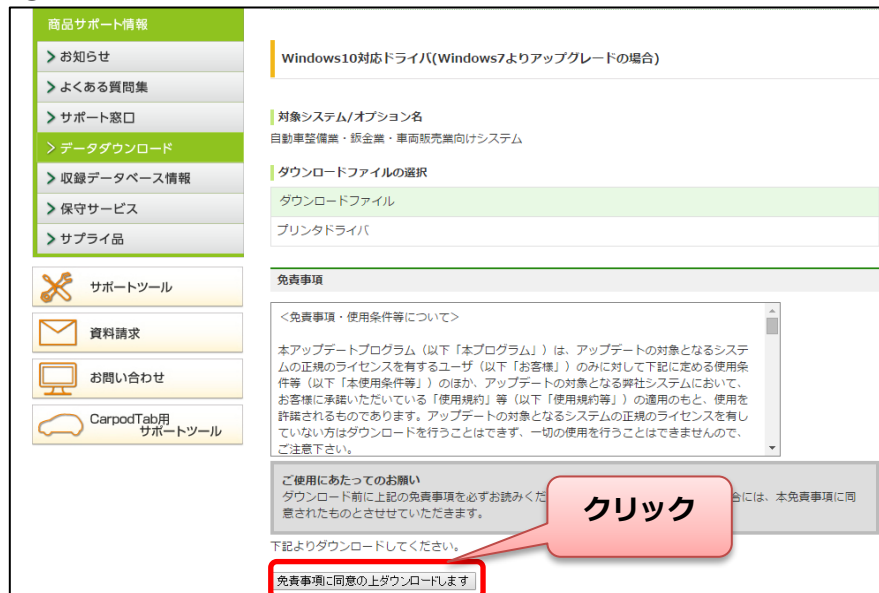 商品サポート情報
お知らせ
よくある質問集
サポート窓口
データダウンロード
収録データベース情報
保守サービス
サプライ品
サポートツール
資料請求
お問い合わせ
CarpodTab用
サポートツール
Windows10対応ドライバ(Windows7よりアップグレードの場合)
対象システム/オプション名
自動車整備業・鈑金業・車両販売業向けシステム
ダウンロードファイルの選択
ダウンロードファイル
プリンタドライバ
免責事項
<免責事項・使用条件等について>
本アップデートプログラム（以下「本プログラム」）は、アップデートの対象となるシステ
ムの正規のライセンスを有するユーザ（以下「お客様」）のみに対して下記に定める使用条
件等（以下「本使用条件等」）のほか、アップデートの対象となる弊社システムにおいて、
お客様に承諾いただいている「使用規約」等（以下「使用規約等」）の適用のもと、使用を
許諾されるものであります。アップデートの対象となるシステムの正規のライセンスを有し
ていない方はダウンロードを行うことはできず、一切の使用を行うことはできませんので、
ご注意下さい。
ご使用にあたってのお願い
ダウンロード前に上記の免責事項を必ずお読みくだ 合には、本免責事項に同
意されたものとさせせていただきます。
クリック
下記よりダウンロードしてください。
免責事項に同意の上ダウンロードします